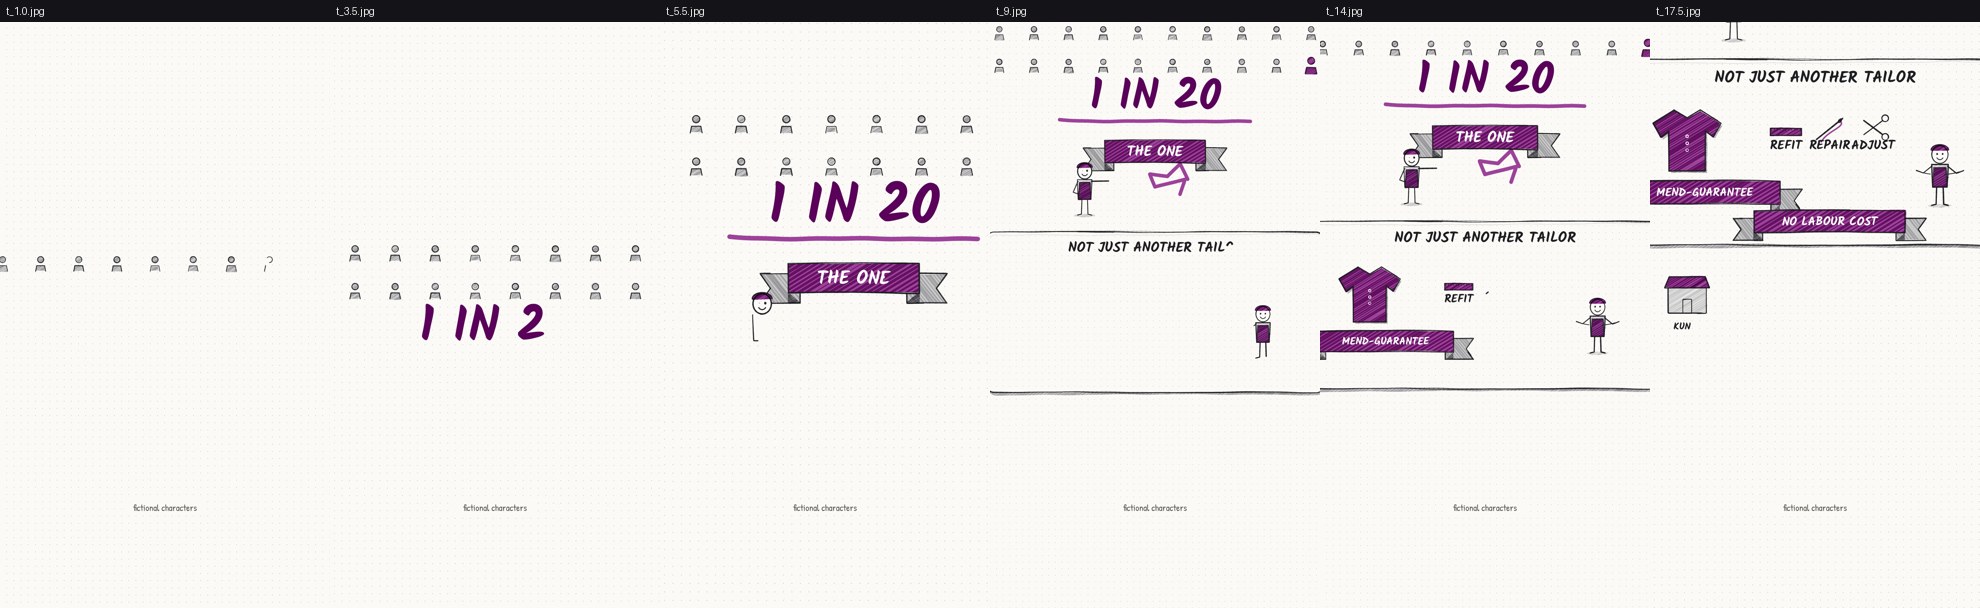 t_1.0.jpg
t_3.5.jpg
t_5.5.jpg
t_9.jpg
t_14.jpg
t_17.5.jpg
fictional characters
1 IN 2
fictional characters
1 IN 20
THE ONE
fictional characters
1 IN 20
THE ONE
NOT JUST ANOTHER TAIL^
fictional characters
1 IN 20
THE ONE
NOT JUST ANOTHER TAILOR
REFIT
MEND-GUARANTEE
fictional characters
NOT JUST ANOTHER TAILOR
REFIT REPAIR ADJUST
MEND-GUARANTEE
NO LABOUR COST
KUN
fictional characters